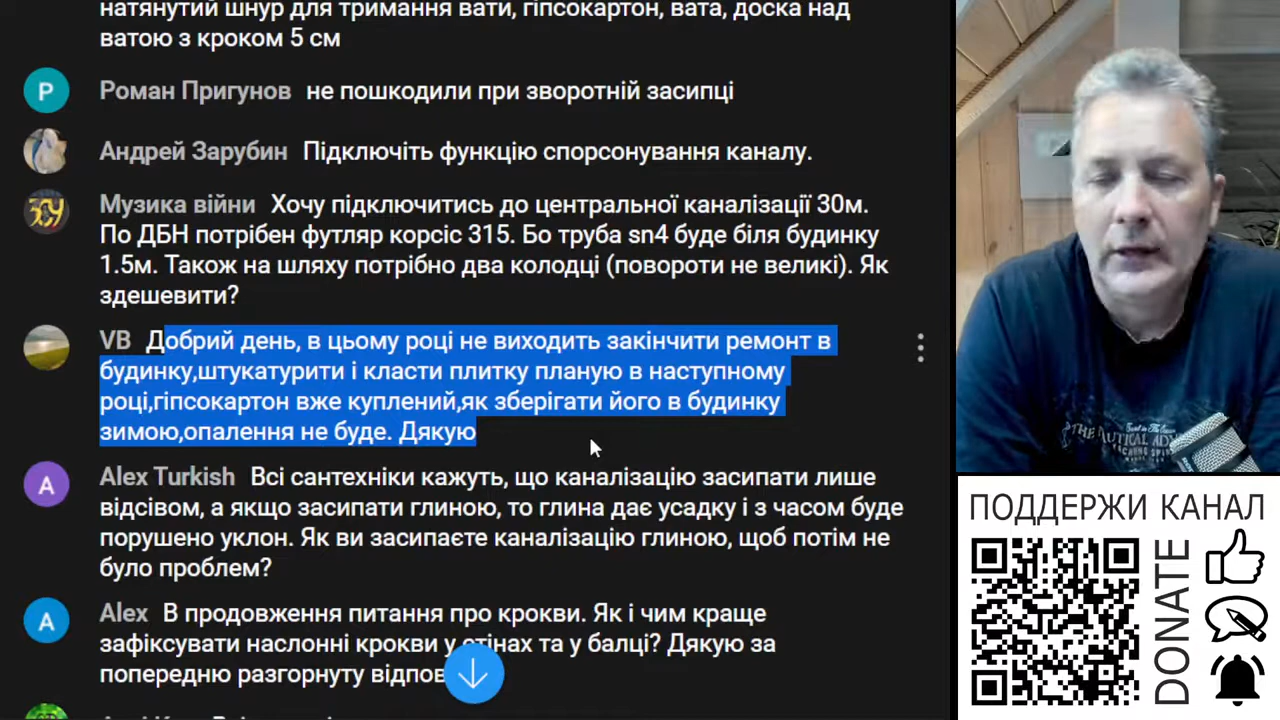 натянутий шнур для тримання вати, гіпсокартон, вата, доска над
ватою з кроком 5 см
Р
Роман Пригунов не пошкодили при зворотній засипці
Андрей Зарубин Підключіть функцію спорсонування каналу.
Музика війни Хочу підключитись до центральної каналізації 30м.
По ДБН потрібен футляр корсіс 315. Бо труба sn4 буде біля будинку
1.5м. Також на шляху потрібно два колодці (повороти не великі). Як
здешевити?
VB Добрий день, в цьому році не виходить закінчити ремонт в
будинку,штукатурити і класти плитку планую в наступному
році,гіпсокартон вже куплений,як зберігати його в будинку
зимою,опалення не буде. Дякую
A
Alex Turkish Всі сантехніки кажуть, що каналізацію засипати лише
відсівом, а якщо засипати глиною, то глина дає усадку і з часом буде
порушено уклон. Як ви засипаєте каналізацію глиною, щоб потім не
було проблем?
A
Alex В продовження питання про крокви. Як і чим краще
зафіксувати наслонні крокви у стінах та у балці? Дякую за
попередню разгорнуту відпов
THE NAUTICAL
ПОДДЕРЖИ КАНАЛ
DONATE